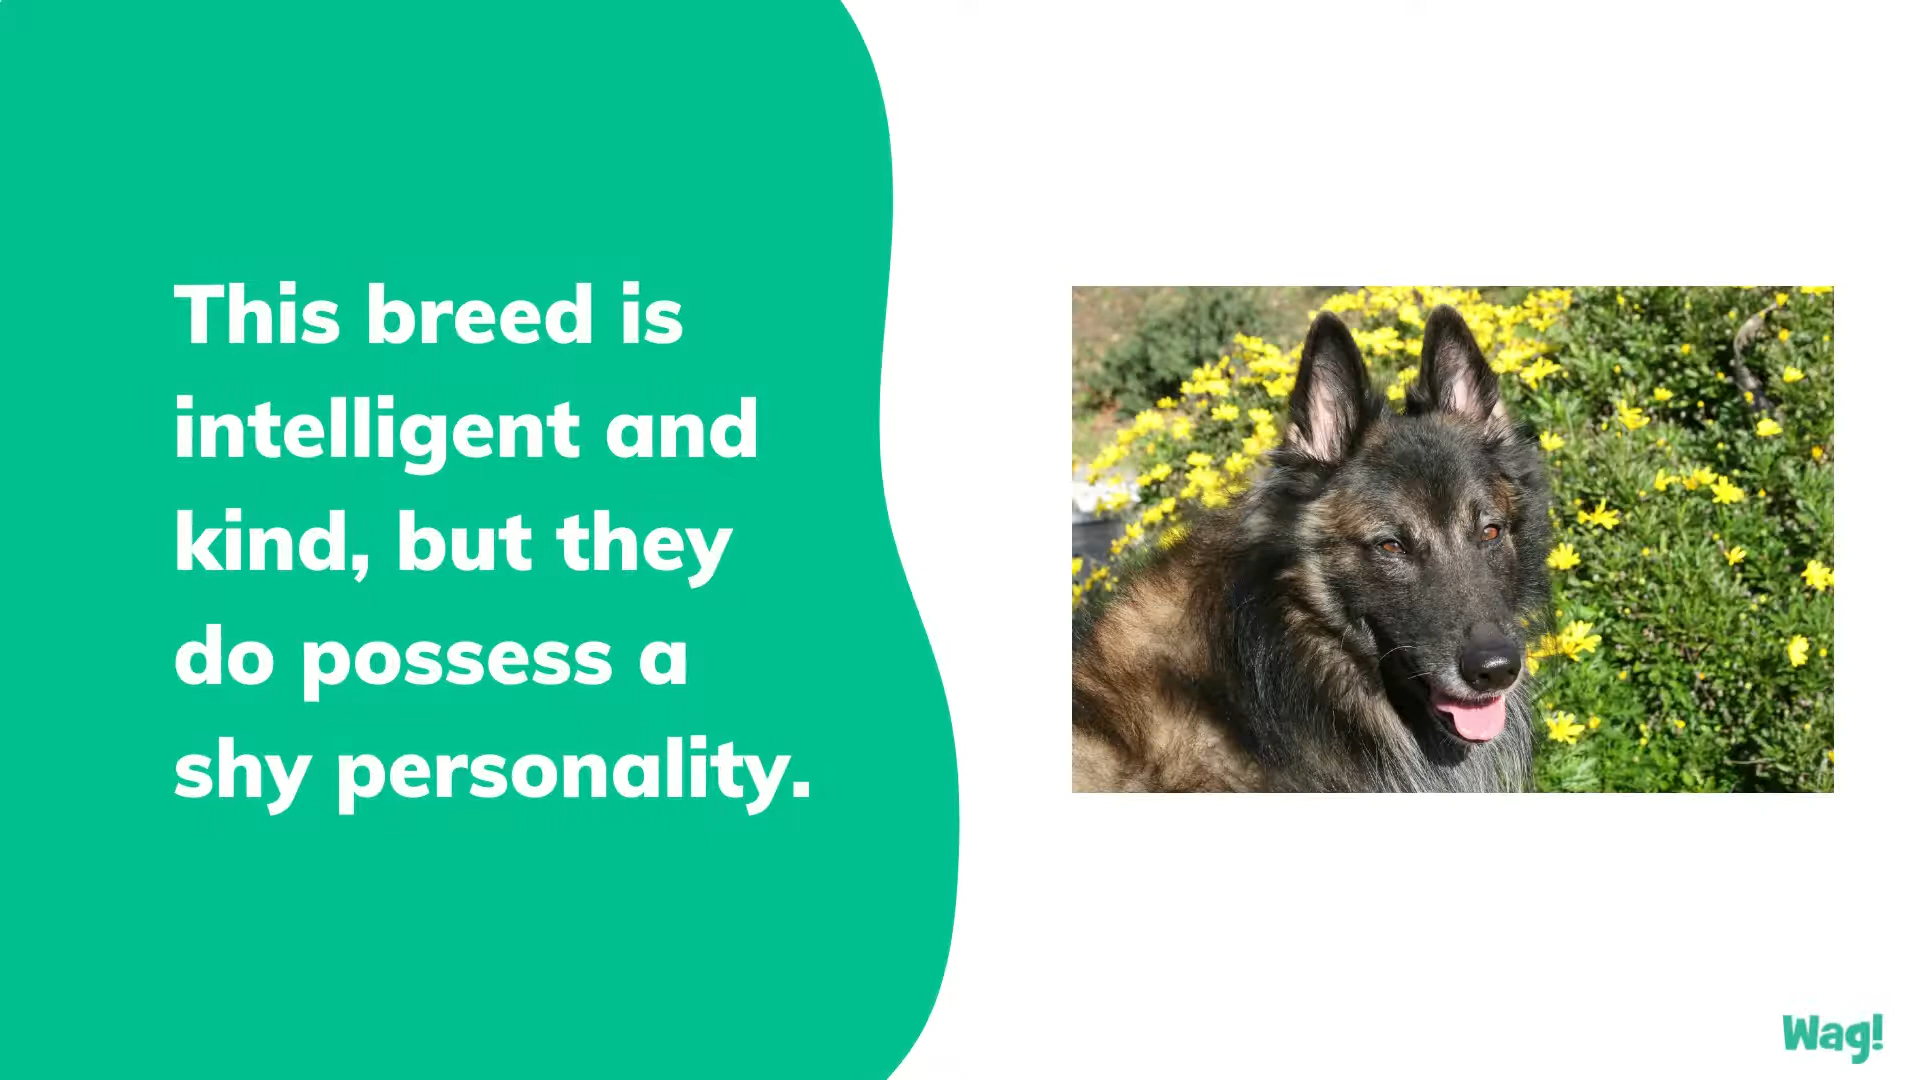 This breed is
intelligent and
kind, but they
do possess a
shy personality.
Wag!